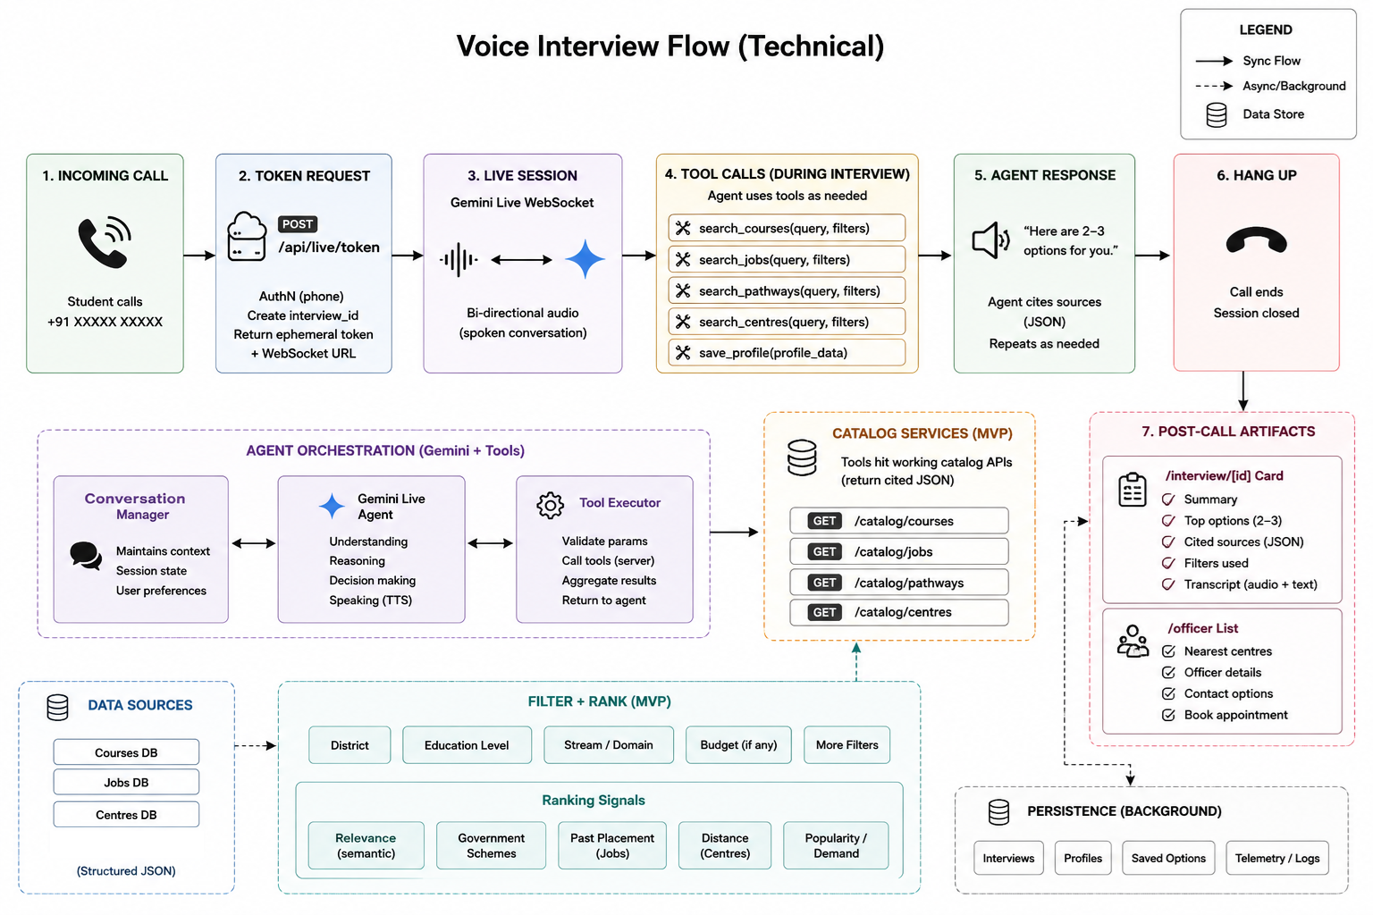 Voice Interview Flow (Technical)
LEGEND
Sync Flow
Async/Background
Data Store
1. INCOMING CALL
Student calls
+91 XXXXX XXXXX
2. TOKEN REQUEST
POST
/api/live/token
AuthN (phone)
Create interview_id
Return ephemeral token
+ WebSocket URL
3. LIVE SESSION
Gemini Live WebSocket
Bi-directional audio
(spoken conversation)
4. TOOL CALLS (DURING INTERVIEW)
Agent uses tools as needed
search_courses(query, filters)
search_jobs(query, filters)
search_pathways(query, filters)
search_centres(query, filters)
save_profile(profile_data)
5. AGENT RESPONSE
“Here are 2–3
options for you.”
Agent cites sources
(JSON)
Repeats as needed
6. HANG UP
Call ends
Session closed
AGENT ORCHESTRATION (Gemini + Tools)
Conversation
Manager
Maintains context
Session state
User preferences
Gemini Live
Agent
Understanding
Reasoning
Decision making
Speaking (TTS)
Tool Executor
Validate params
Call tools (server)
Aggregate results
Return to agent
CATALOG SERVICES (MVP)
Tools hit working catalog APIs
(return cited JSON)
GET /catalog/courses
GET /catalog/jobs
GET /catalog/pathways
GET /catalog/centres
7. POST-CALL ARTIFACTS
/interview/[id] Card
Summary
Top options (2–3)
Cited sources (JSON)
Filters used
Transcript (audio + text)
/officer List
Nearest centres
Officer details
Contact options
Book appointment
DATA SOURCES
Courses DB
Jobs DB
Centres DB
(Structured JSON)
FILTER + RANK (MVP)
District
Education Level
Stream / Domain
Budget (if any)
More Filters
Ranking Signals
Relevance
(semantic)
Government
Schemes
Past Placement
(Jobs)
Distance
(Centres)
Popularity /
Demand
PERSISTENCE (BACKGROUND)
Interviews
Profiles
Saved Options
Telemetry / Logs